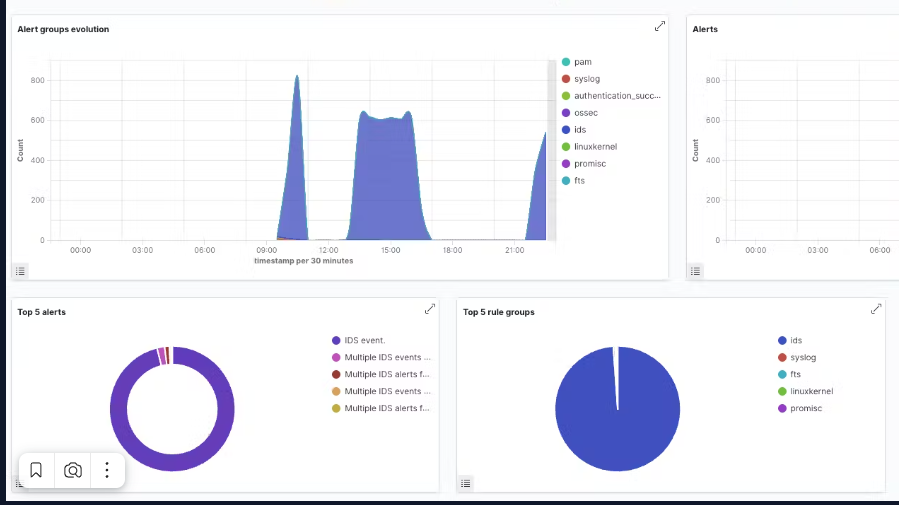 Alert groups evolution
Count
800
600
400
200
0
00:00 03:00 06:00 09:00 12:00 15:00 18:00 21:00
timestamp per 30 minutes
pam
syslog
authentication_succ...
ossec
ids
linuxkernel
promisc
fts
Alerts
Count
800
600
400
200
0
00:00 03:00 06:00
Top 5 alerts
IDS event.
Multiple IDS events ...
Multiple IDS alerts f...
Multiple IDS events ...
Multiple IDS alerts f...
Top 5 rule groups
ids
syslog
fts
linuxkernel
promisc